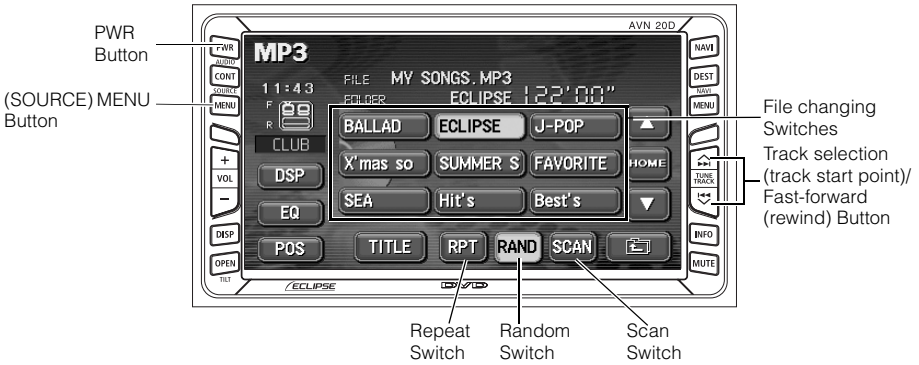 PWR
Button
(SOURCE) MENU
Button
AVN 20D
PWR
AUDIO
CONT
SOURCE
MENU
+
VOL
−
DISP
OPEN
TILT
MP3
11:43
F
R
CLUB
DSP
EQ
POS
FILE MY SONGS.MP3
FOLDER ECLIPSE 122'00"
BALLAD ECLIPSE J-POP
X'mas so SUMMER S FAVORITE
SEA Hit's Best's
HOME
TITLE RPT RAND SCAN
NAVI
DEST
NAVI
MENU
TUNE
TRACK
INFO
MUTE
ECLIPSE DVD
File changing
Switches
Track selection
(track start point)/
Fast-forward
(rewind) Button
Repeat
Switch
Random
Switch
Scan
Switch